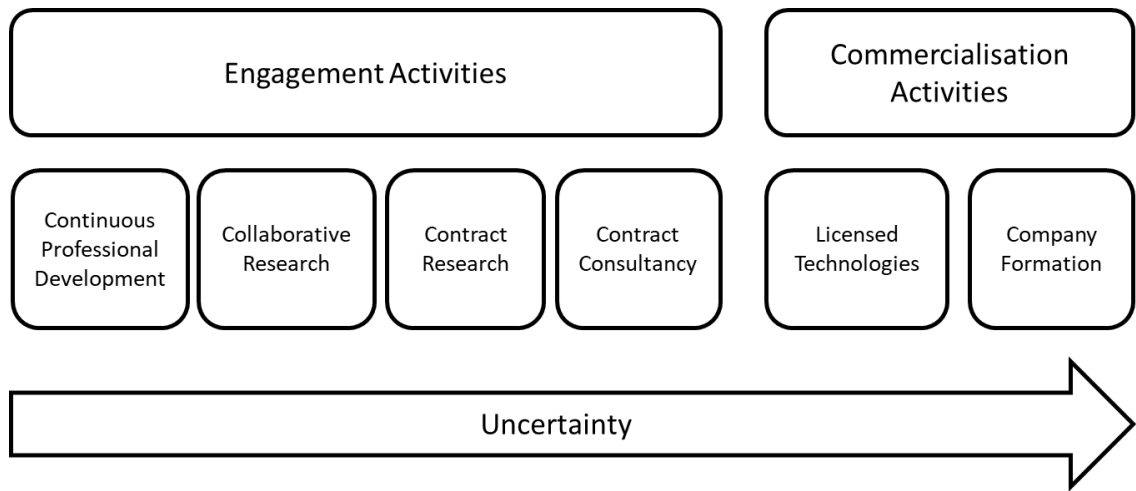 Engagement Activities
Commercialisation
Activities
Continuous
Professional
Development
Collaborative
Research
Contract
Research
Contract
Consultancy
Licensed
Technologies
Company
Formation
Uncertainty